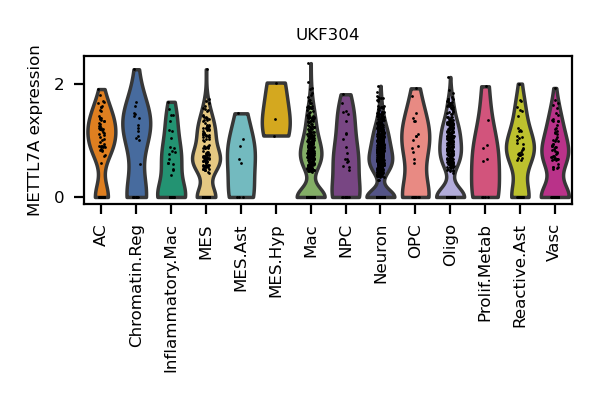 UKF304
METTL7A expression
2
0
AC
Chromatin.Reg
Inflammatory.Mac
MES
MES.Ast
MES.Hyp
Mac
NPC
Neuron
OPC
Oligo
Prolif.Metab
Reactive.Ast
Vasc